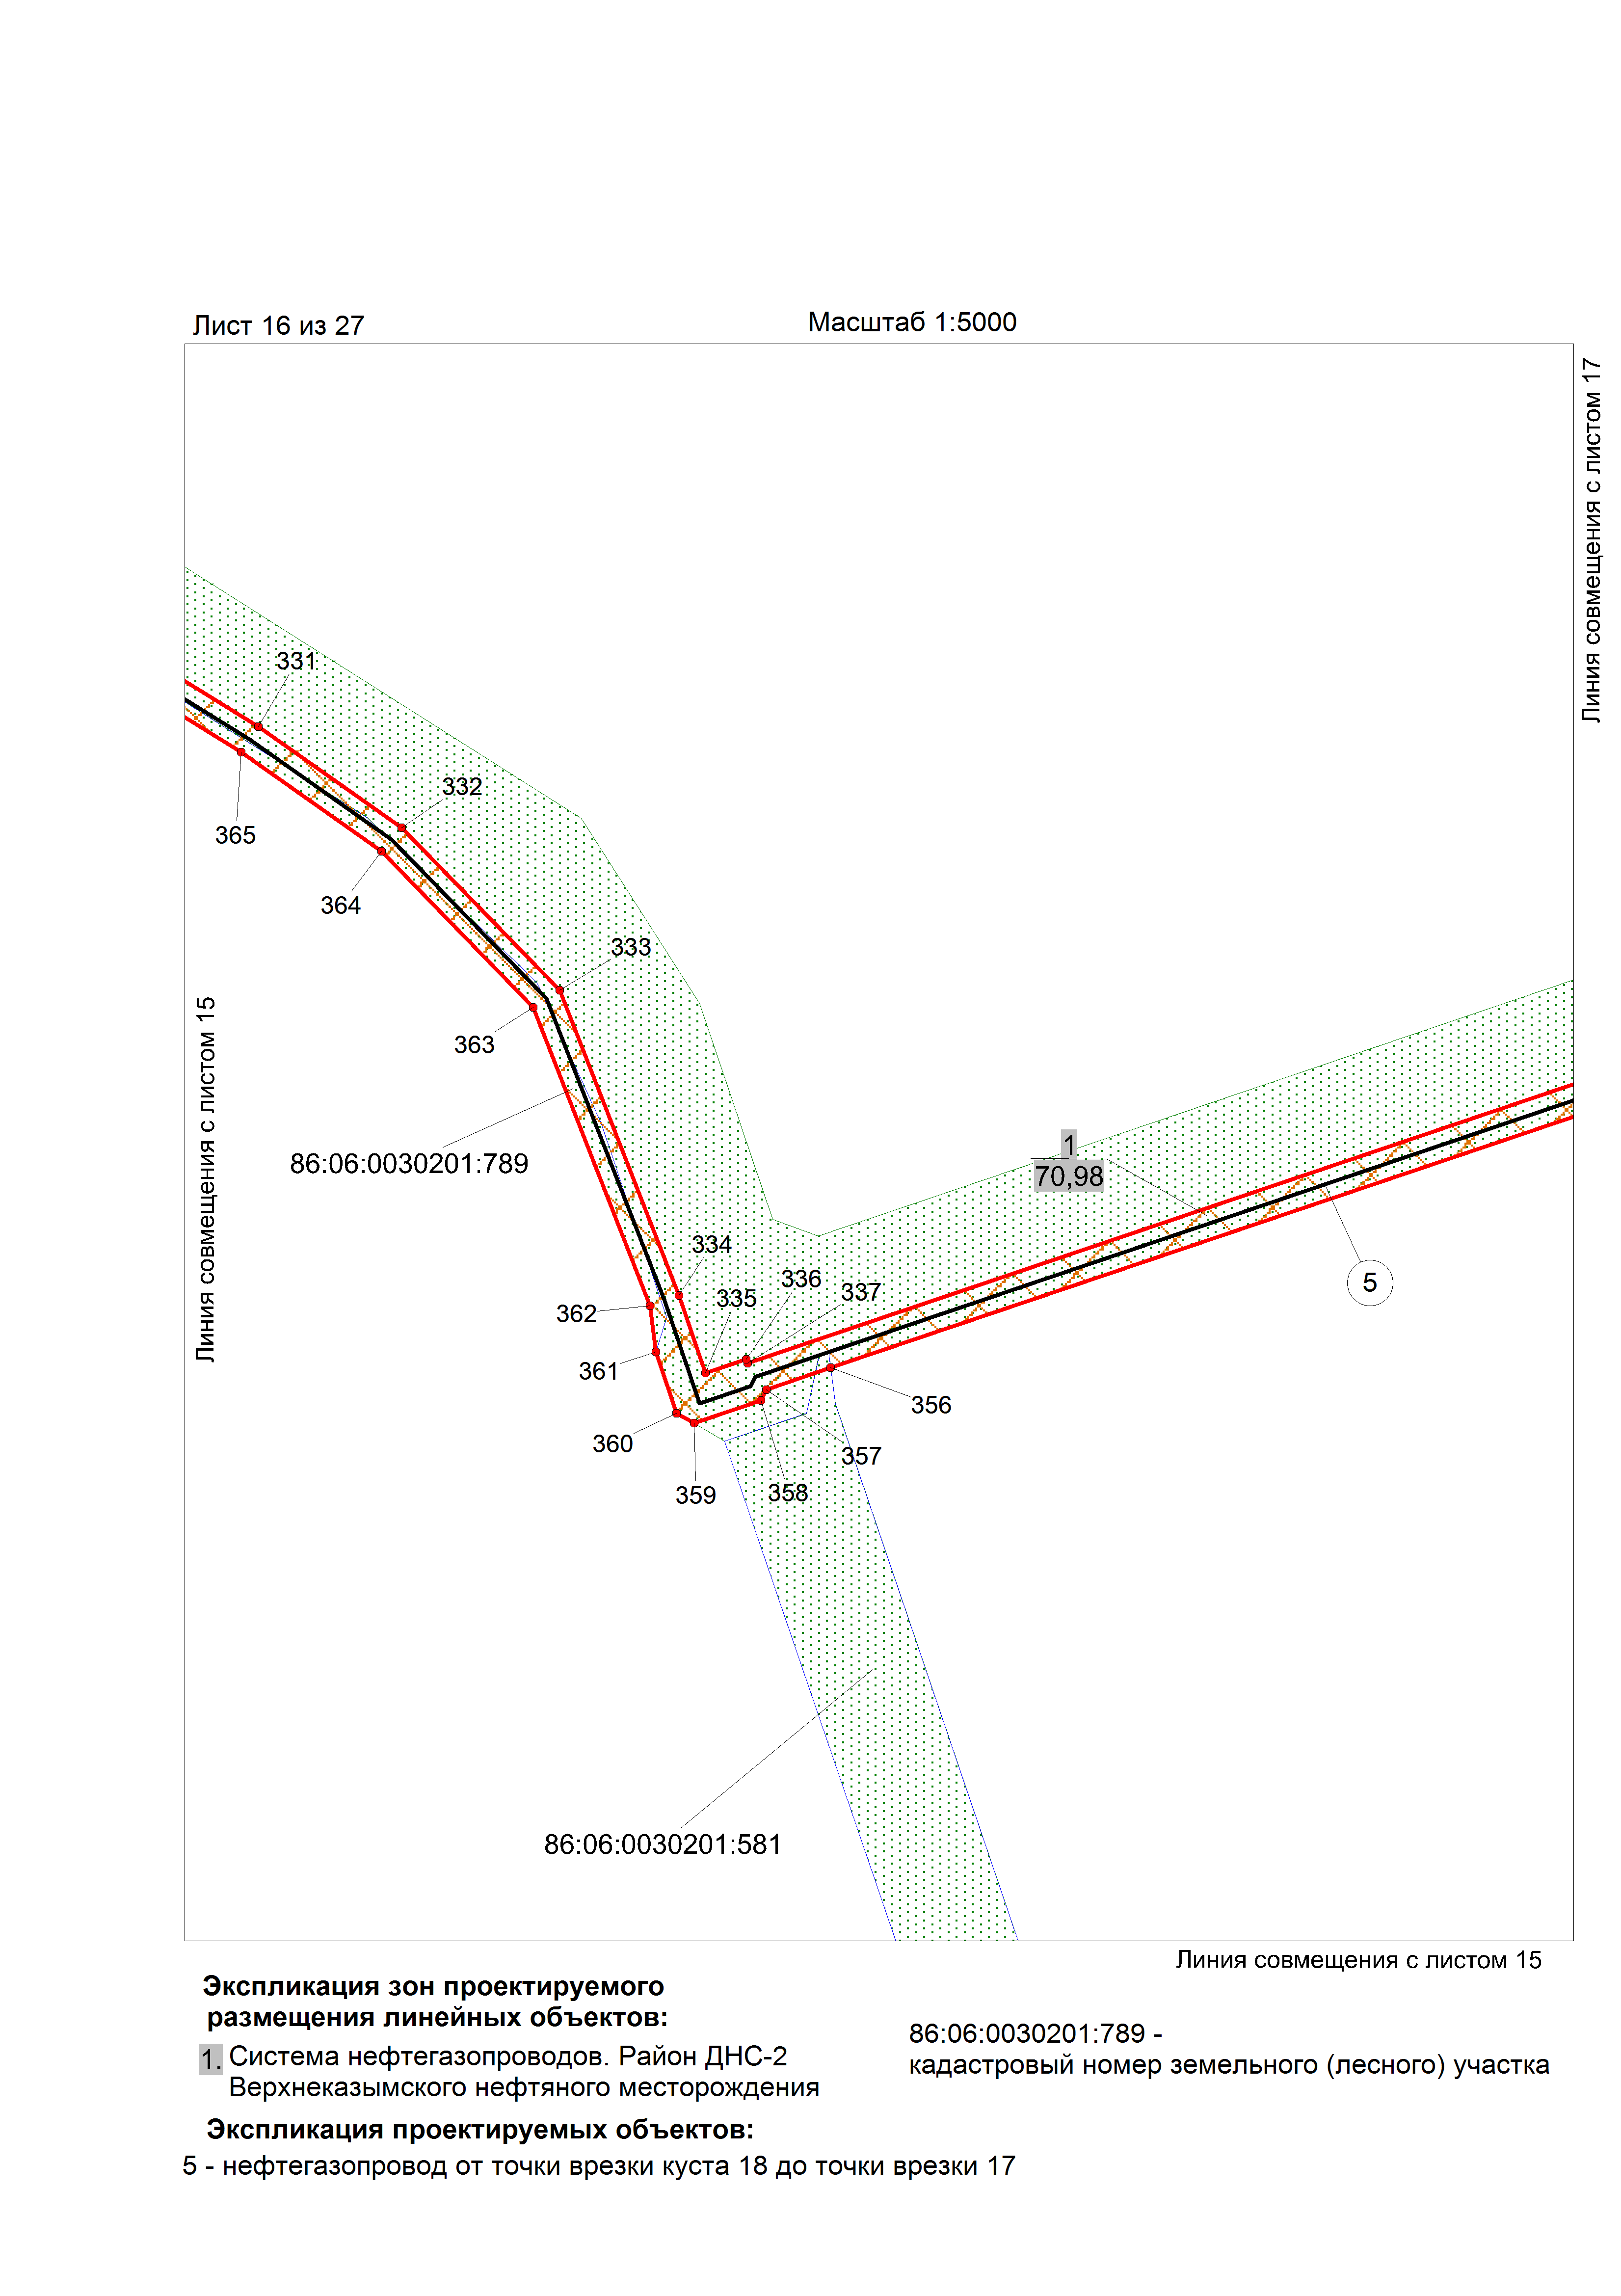 Лист 16 из 27
Масштаб 1:5000
Линия совмещения с листом 17
331
332
365
364
333
363
Линия совмещения с листом 15
86:06:0030201:789
1
70,98
334
336
335
337
5
362
361
356
360
357
359
358
86:06:0030201:581
Линия совмещения с листом 15
Экспликация зон проектируемого
размещения линейных объектов:
1. Система нефтегазопроводов. Район ДНС-2
Верхнеказымского нефтяного месторождения
86:06:0030201:789 -
кадастровый номер земельного (лесного) участка
Экспликация проектируемых объектов:
5 - нефтегазопровод от точки врезки куста 18 до точки врезки 17